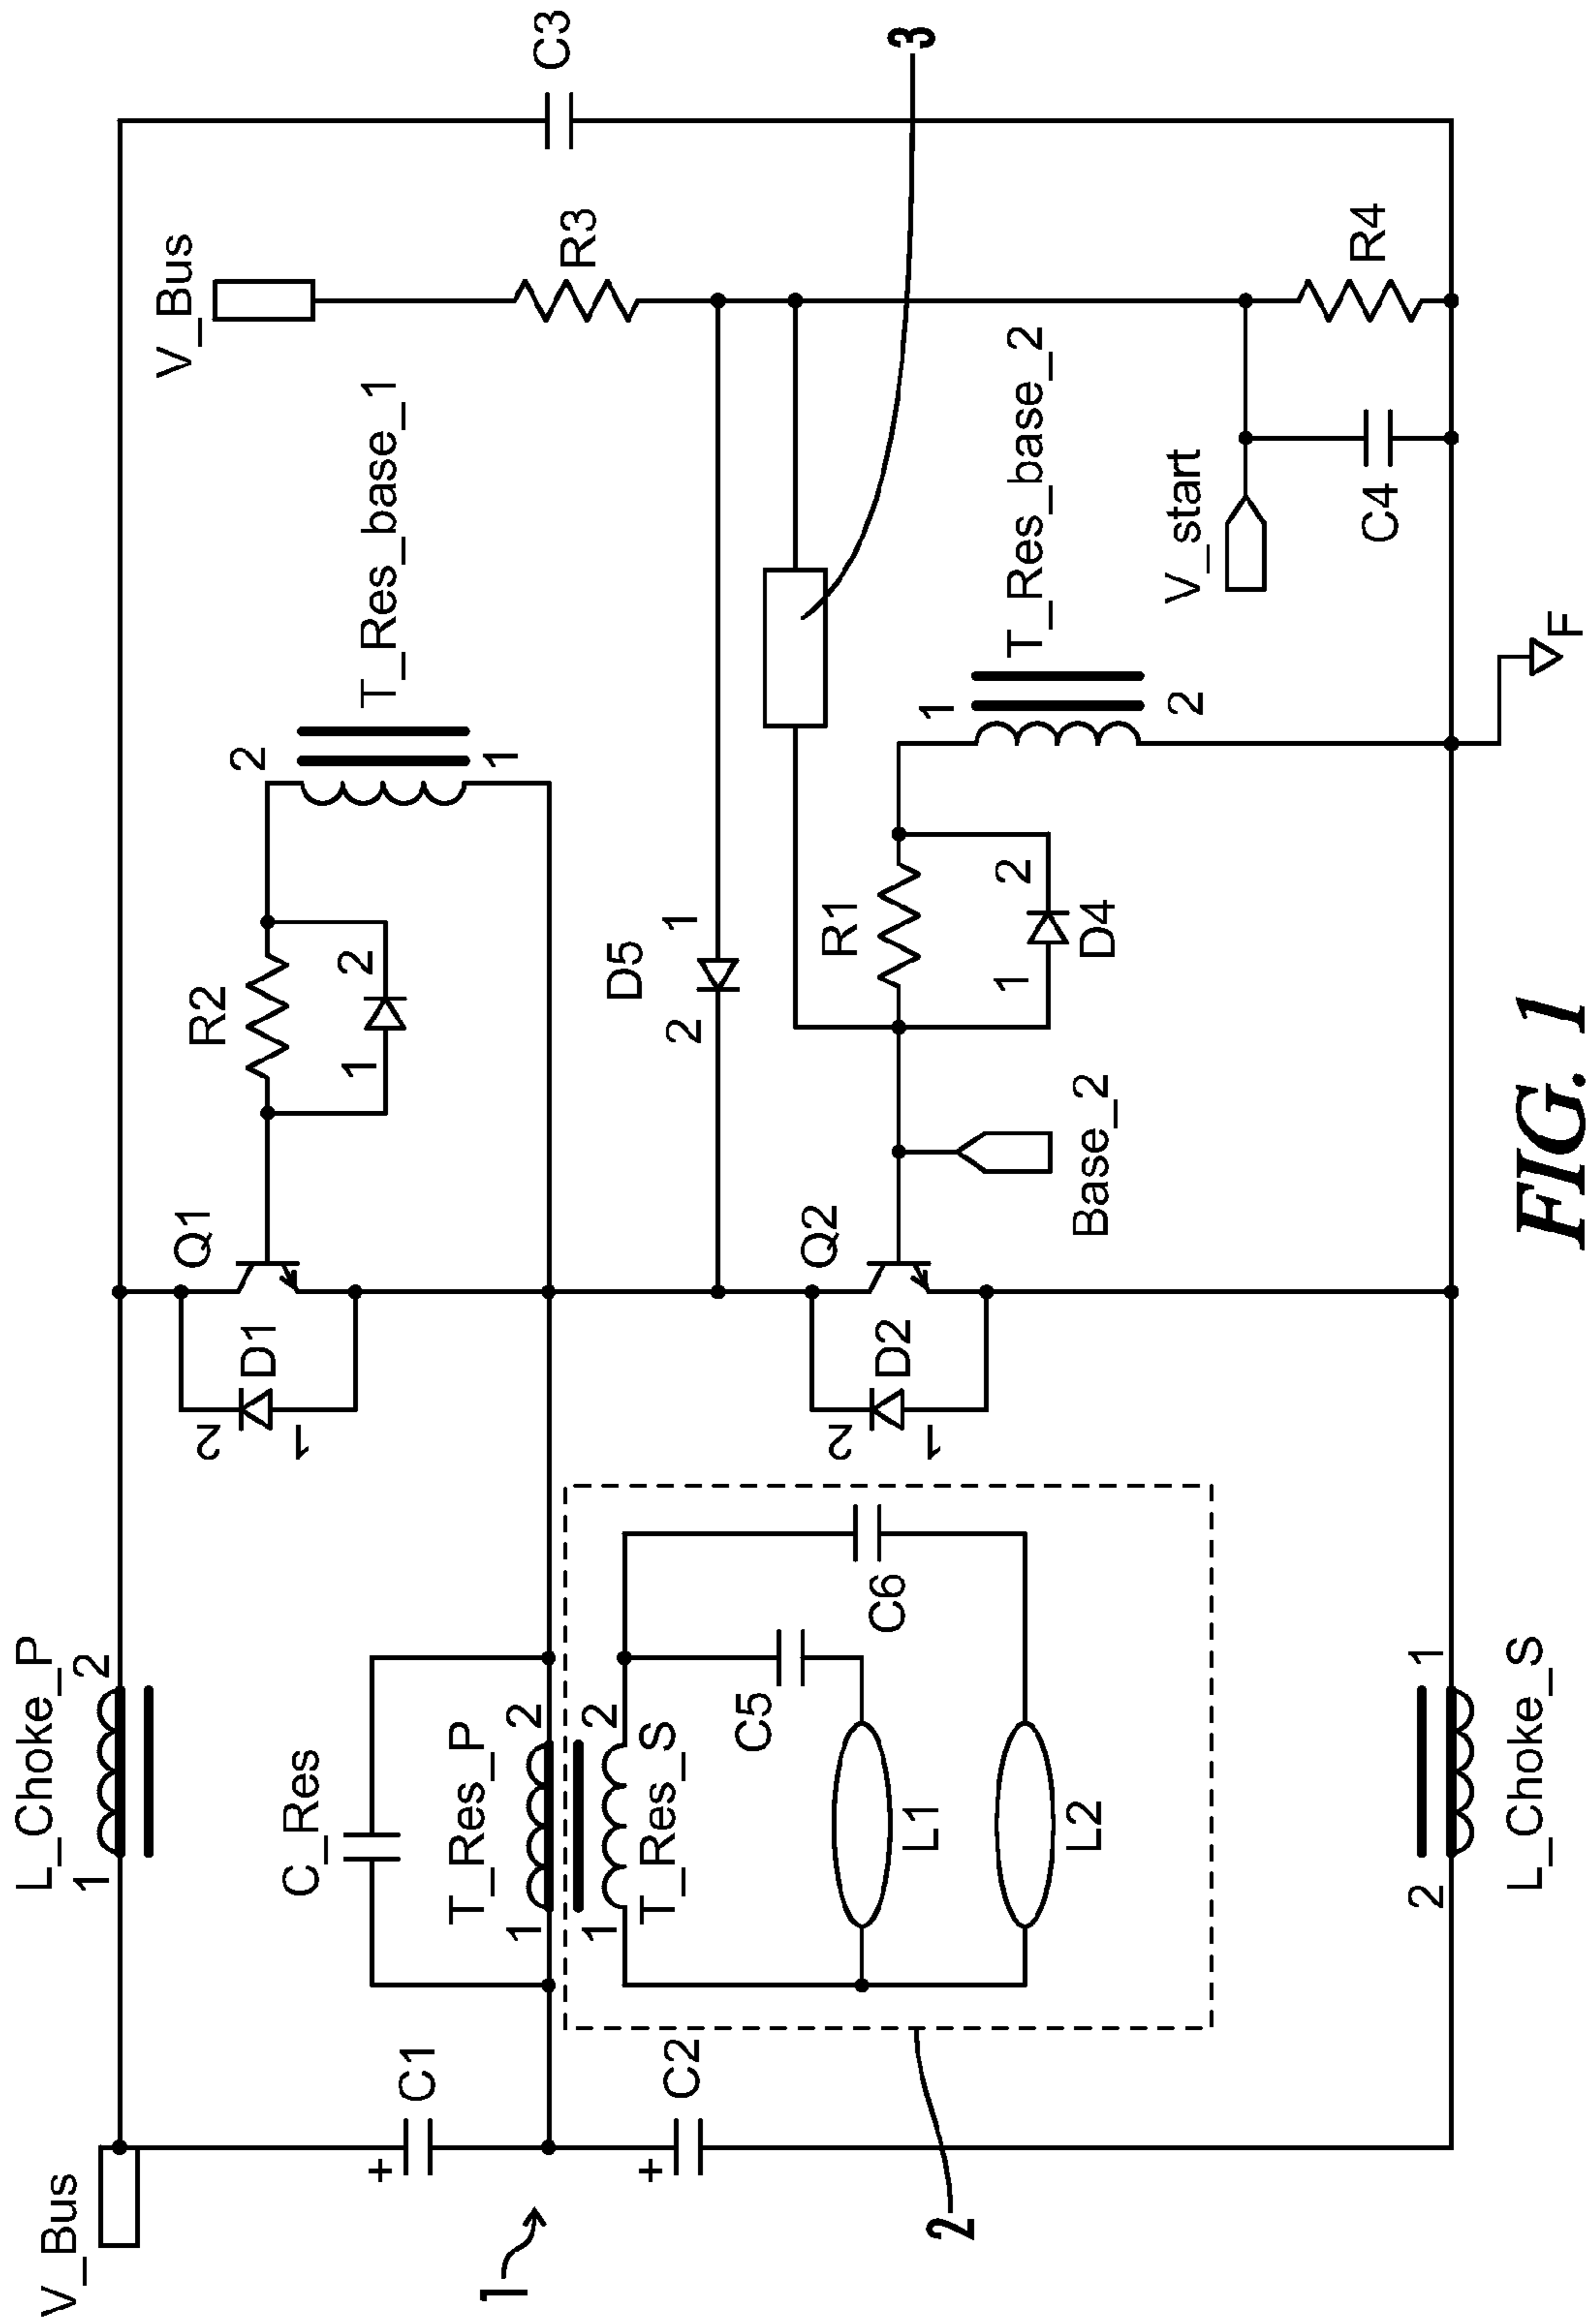 V_Bus
L_Choke_P
1
2
C1
+
C2
+
1
C_Res
T_Res_P
1
2
T_Res_S
1
2
C5
C6
L1
L2
2
L_Choke_S
2
1
Q1
D1
2
1
R2
1
2
T_Res_base_1
2
1
Q2
D2
2
1
D5
2
1
R1
1
2
D4
Base_2
T_Res_base_2
1
2
V_Bus
R3
C3
3
V_start
C4
R4
F
FIG. 1